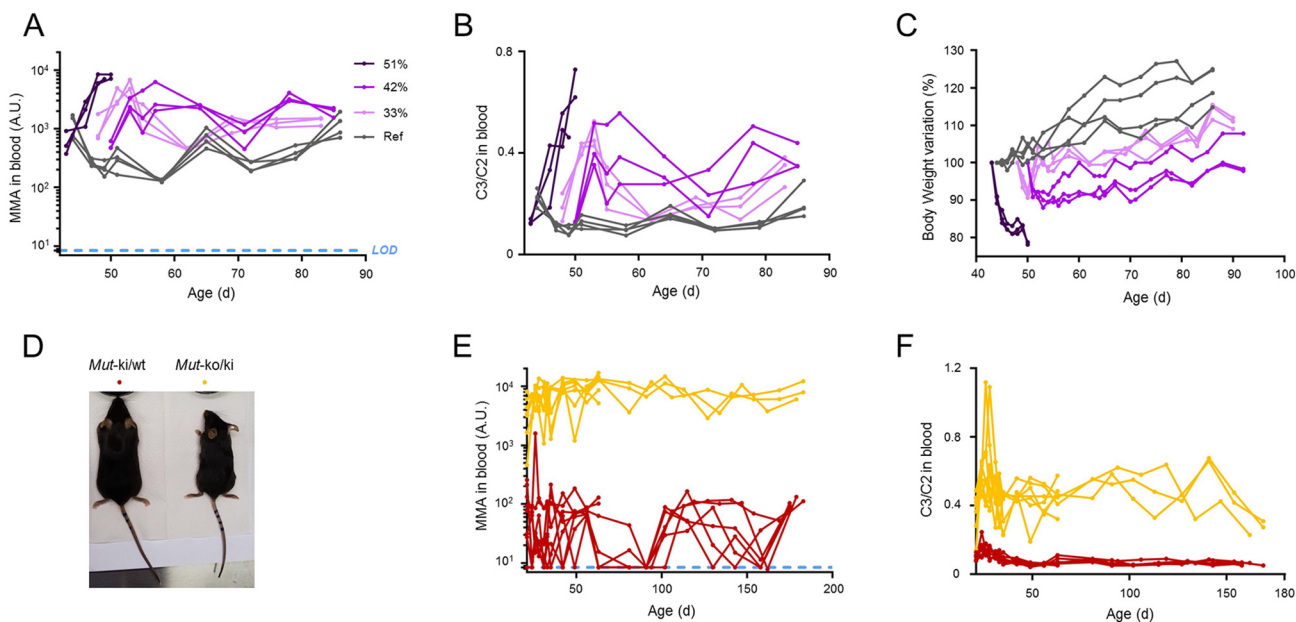 A
MMA in blood (A.U.)
10⁴
10³
10²
10¹
50
60
70
80
90
Age (d)
51%
42%
33%
Ref
LOD
B
C3/C2 in blood
0.8
0.4
0
50
60
70
80
90
Age (d)
C
Body Weight variation (%)
130
120
110
100
90
80
40
50
60
70
80
90
100
Age (d)
D
Mut-ki/wt
Mut-ko/ki
E
MMA in blood (A.U.)
10⁴
10³
10²
10¹
50
100
150
200
Age (d)
F
C3/C2 in blood
1.2
0.8
0.4
0
50
100
150
180
Age (d)